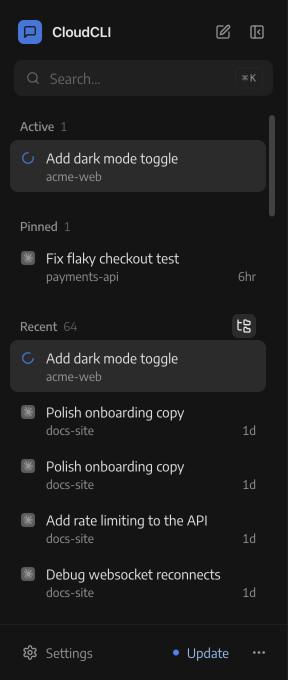 CloudCLI
Search...
⌘K
Active 1
Add dark mode toggle
acme-web
Pinned 1
Fix flaky checkout test
payments-api 6hr
Recent 64
Add dark mode toggle
acme-web
Polish onboarding copy
docs-site 1d
Polish onboarding copy
docs-site 1d
Add rate limiting to the API
docs-site 1d
Debug websocket reconnects
docs-site 1d
Settings
Update